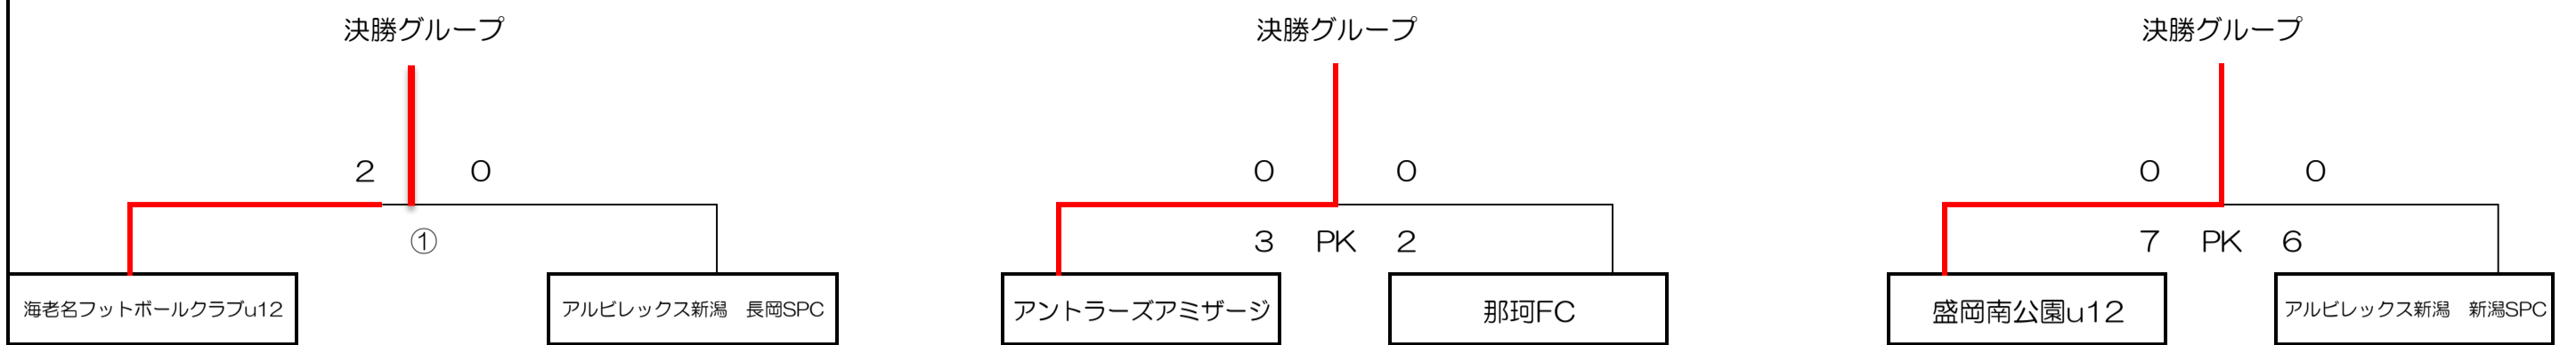 決勝グループ 決勝グループ 決勝グループ
2 0 0 0 0 0
① 3 PK 2 7 PK 6
海老名フットボールクラブu12 アルビレックス新潟　長岡SPC アントラーズアミザージ 那珂FC 盛岡南公園u12 アルビレックス新潟　新潟SPC